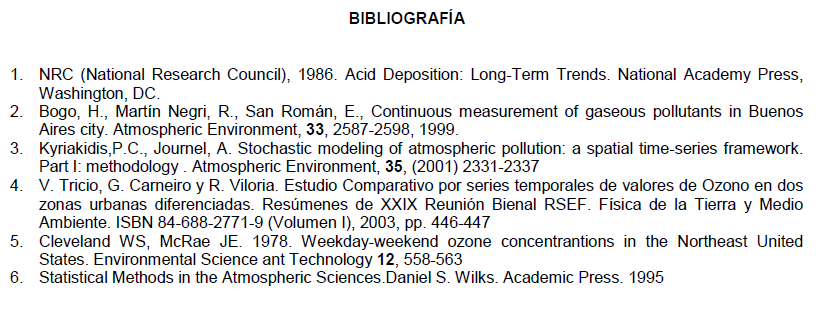 BIBLIOGRAFÍA
1. NRC (National Research Council), 1986. Acid Deposition: Long-Term Trends. National Academy Press,
Washington, DC.
2. Bogo, H., Martín Negri, R., San Román, E., Continuous measurement of gaseous pollutants in Buenos
Aires city. Atmospheric Environment, 33, 2587-2598, 1999.
3. Kyriakidis,P.C., Journel, A. Stochastic modeling of atmospheric pollution: a spatial time-series framework.
Part I: methodology . Atmospheric Environment, 35, (2001) 2331-2337
4. V. Tricio, G. Carneiro y R. Viloria. Estudio Comparativo por series temporales de valores de Ozono en dos
zonas urbanas diferenciadas. Resúmenes de XXIX Reunión Bienal RSEF. Física de la Tierra y Medio
Ambiente. ISBN 84-688-2771-9 (Volumen I), 2003, pp. 446-447
5. Cleveland WS, McRae JE. 1978. Weekday-weekend ozone concentrantions in the Northeast United
States. Environmental Science ant Technology 12, 558-563
6. Statistical Methods in the Atmospheric Sciences.Daniel S. Wilks. Academic Press. 1995